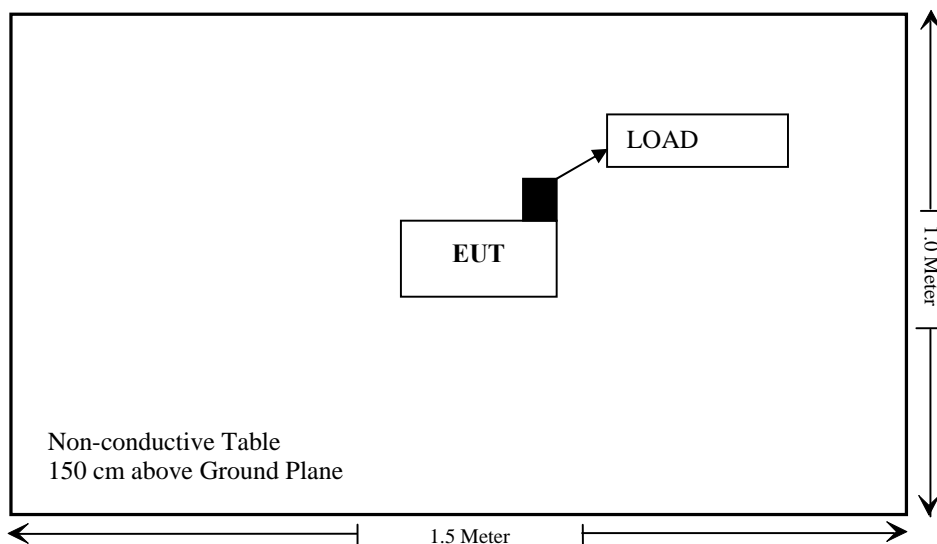 LOAD
EUT
1.0 Meter
Non-conductive Table
150 cm above Ground Plane
1.5 Meter